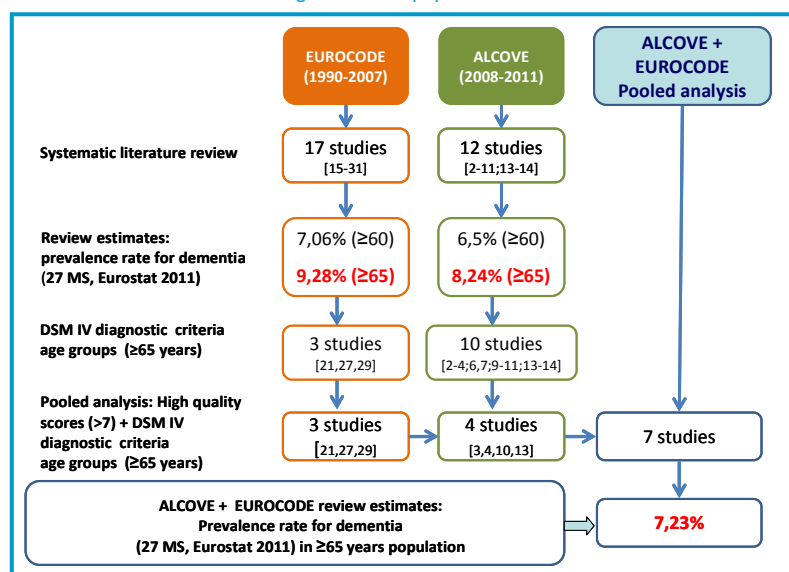 EUROCODE
(1990-2007)
ALCOVE
(2008-2011)
ALCOVE +
EUROCODE
Pooled analysis
Systematic literature review
17 studies
[15-31]
12 studies
[2-11;13-14]
Review estimates:
prevalence rate for dementia
(27 MS, Eurostat 2011)
7,06% (≥60)
9,28% (≥65)
6,5% (≥60)
8,24% (≥65)
DSM IV diagnostic criteria
age groups (≥65 years)
3 studies
[21,27,29]
10 studies
[2-4;6,7;9-11;13-14]
Pooled analysis: High quality
scores (>7) + DSM IV
diagnostic criteria
age groups (≥65 years)
3 studies
[21,27,29]
4 studies
[3,4,10,13]
7 studies
ALCOVE + EUROCODE review estimates:
Prevalence rate for dementia
(27 MS, Eurostat 2011) in ≥65 years population
7,23%